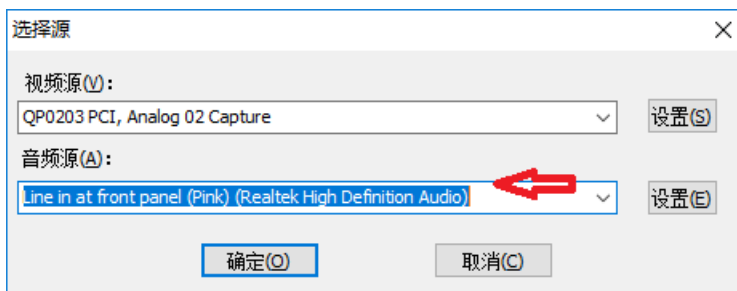 选择源
视频源(V):
QP0203 PCI, Analog 02 Capture
设置(S)
音频源(A):
Line in at front panel (Pink) (Realtek High Definition Audio)
设置(E)
确定(O)
取消(C)